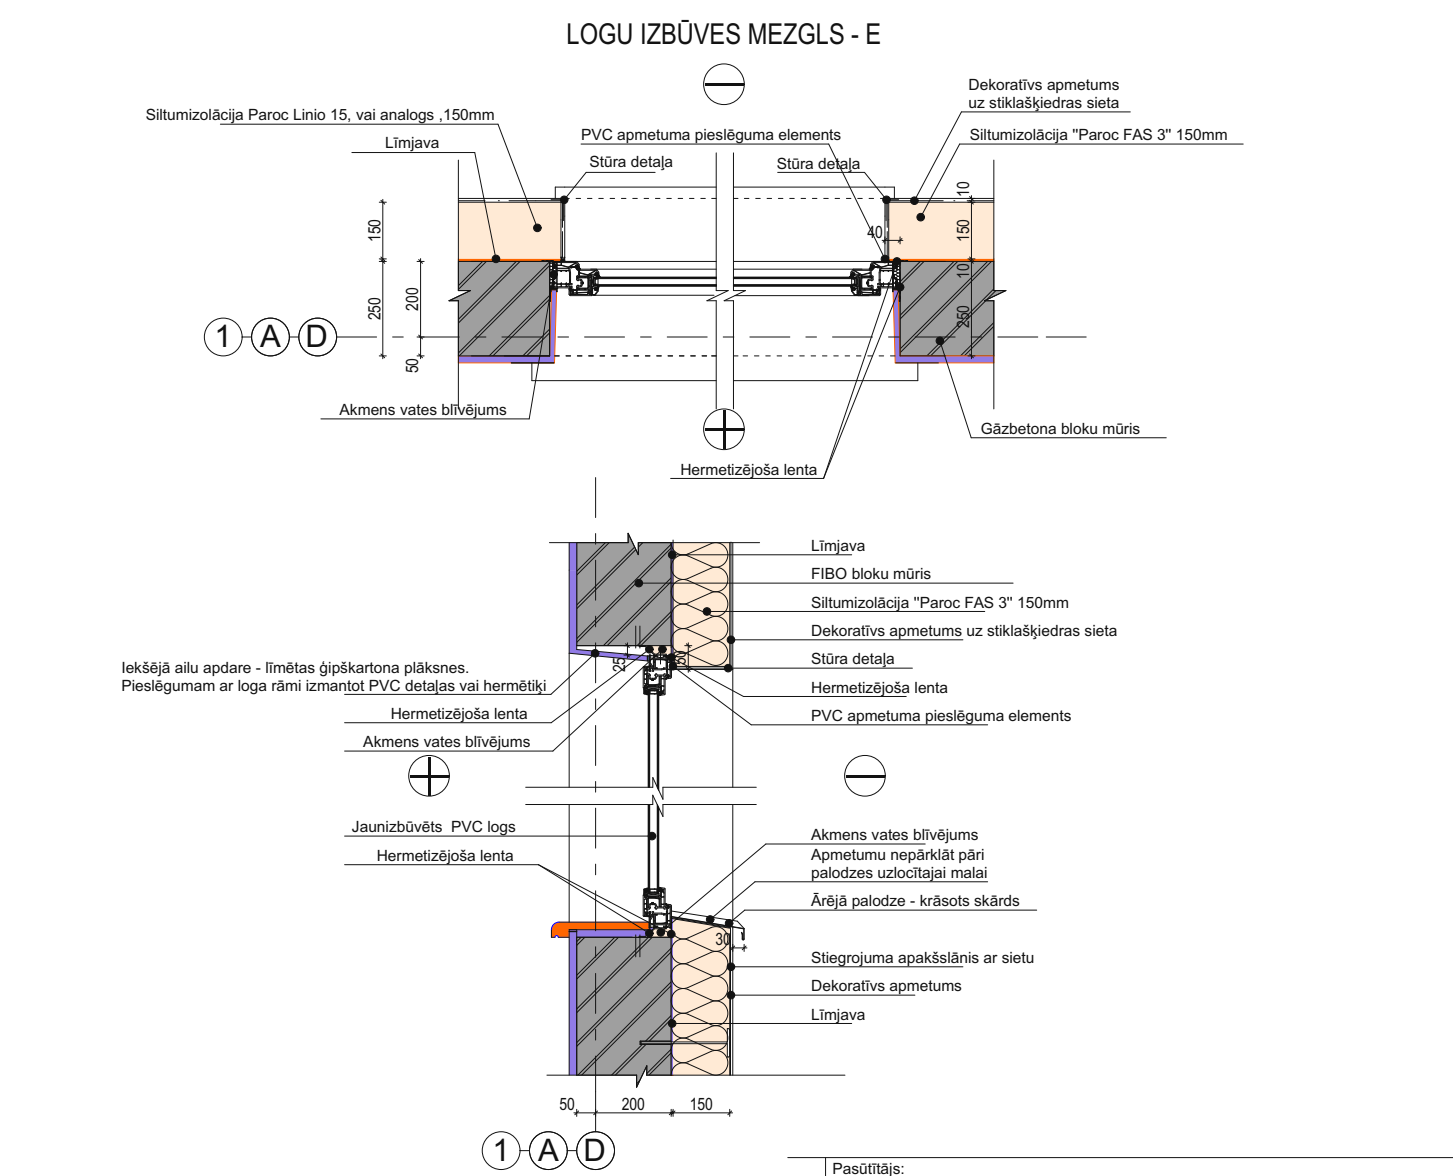 LOGU IZBŪVES MEZGLS - E
Dekoratīvs apmetums
uz stiklašķiedras sieta
Siltumizolācija Paroc Linio 15, vai analogs ,150mm
PVC apmetuma pieslēguma elements
Siltumizolācija "Paroc FAS 3" 150mm
Līmjava
Stūra detaļa
Stūra detaļa
10
150
40
150
10
250
200
250
50
1
A
D
Akmens vates blīvējums
Gāzbetona bloku mūris
Hermetizējoša lenta
Līmjava
FIBO bloku mūris
Siltumizolācija "Paroc FAS 3" 150mm
Dekoratīvs apmetums uz stiklašķiedras sieta
Iekšējā ailu apdare - līmētas ģipškartona plāksnes.
Pieslēgumam ar loga rāmi izmantot PVC detaļas vai hermētiķi
25
Stūra detaļa
Hermetizējoša lenta
Hermetizējoša lenta
PVC apmetuma pieslēguma elements
Akmens vates blīvējums
Jaunizbūvēts PVC logs
Hermetizējoša lenta
Akmens vates blīvējums
Apmetumu nepārklāt pāri
palodzes uzlocītajai malai
Ārējā palodze - krāsots skārds
30
Stiegrojuma apakšslānis ar sietu
Dekoratīvs apmetums
Līmjava
50
200
150
1
A
D
Pasūtītājs: